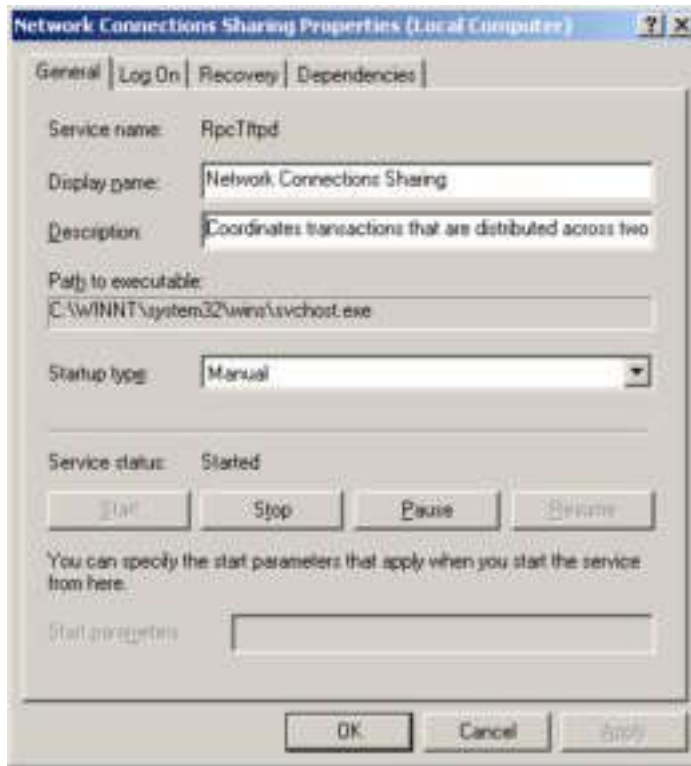 Network Connections Sharing Properties (Local Computer)
General Log On Recovery Dependencies
Service name: RpcTftpd
Display name: Network Connections Sharing
Description: Coordinates transactions that are distributed across two
Path to executable:
C:\WINNT\system32\wins\svchost.exe
Startup type: Manual
Service status: Started
Start Stop Pause Resume
You can specify the start parameters that apply when you start the service
from here.
Start parameters:
OK Cancel Apply